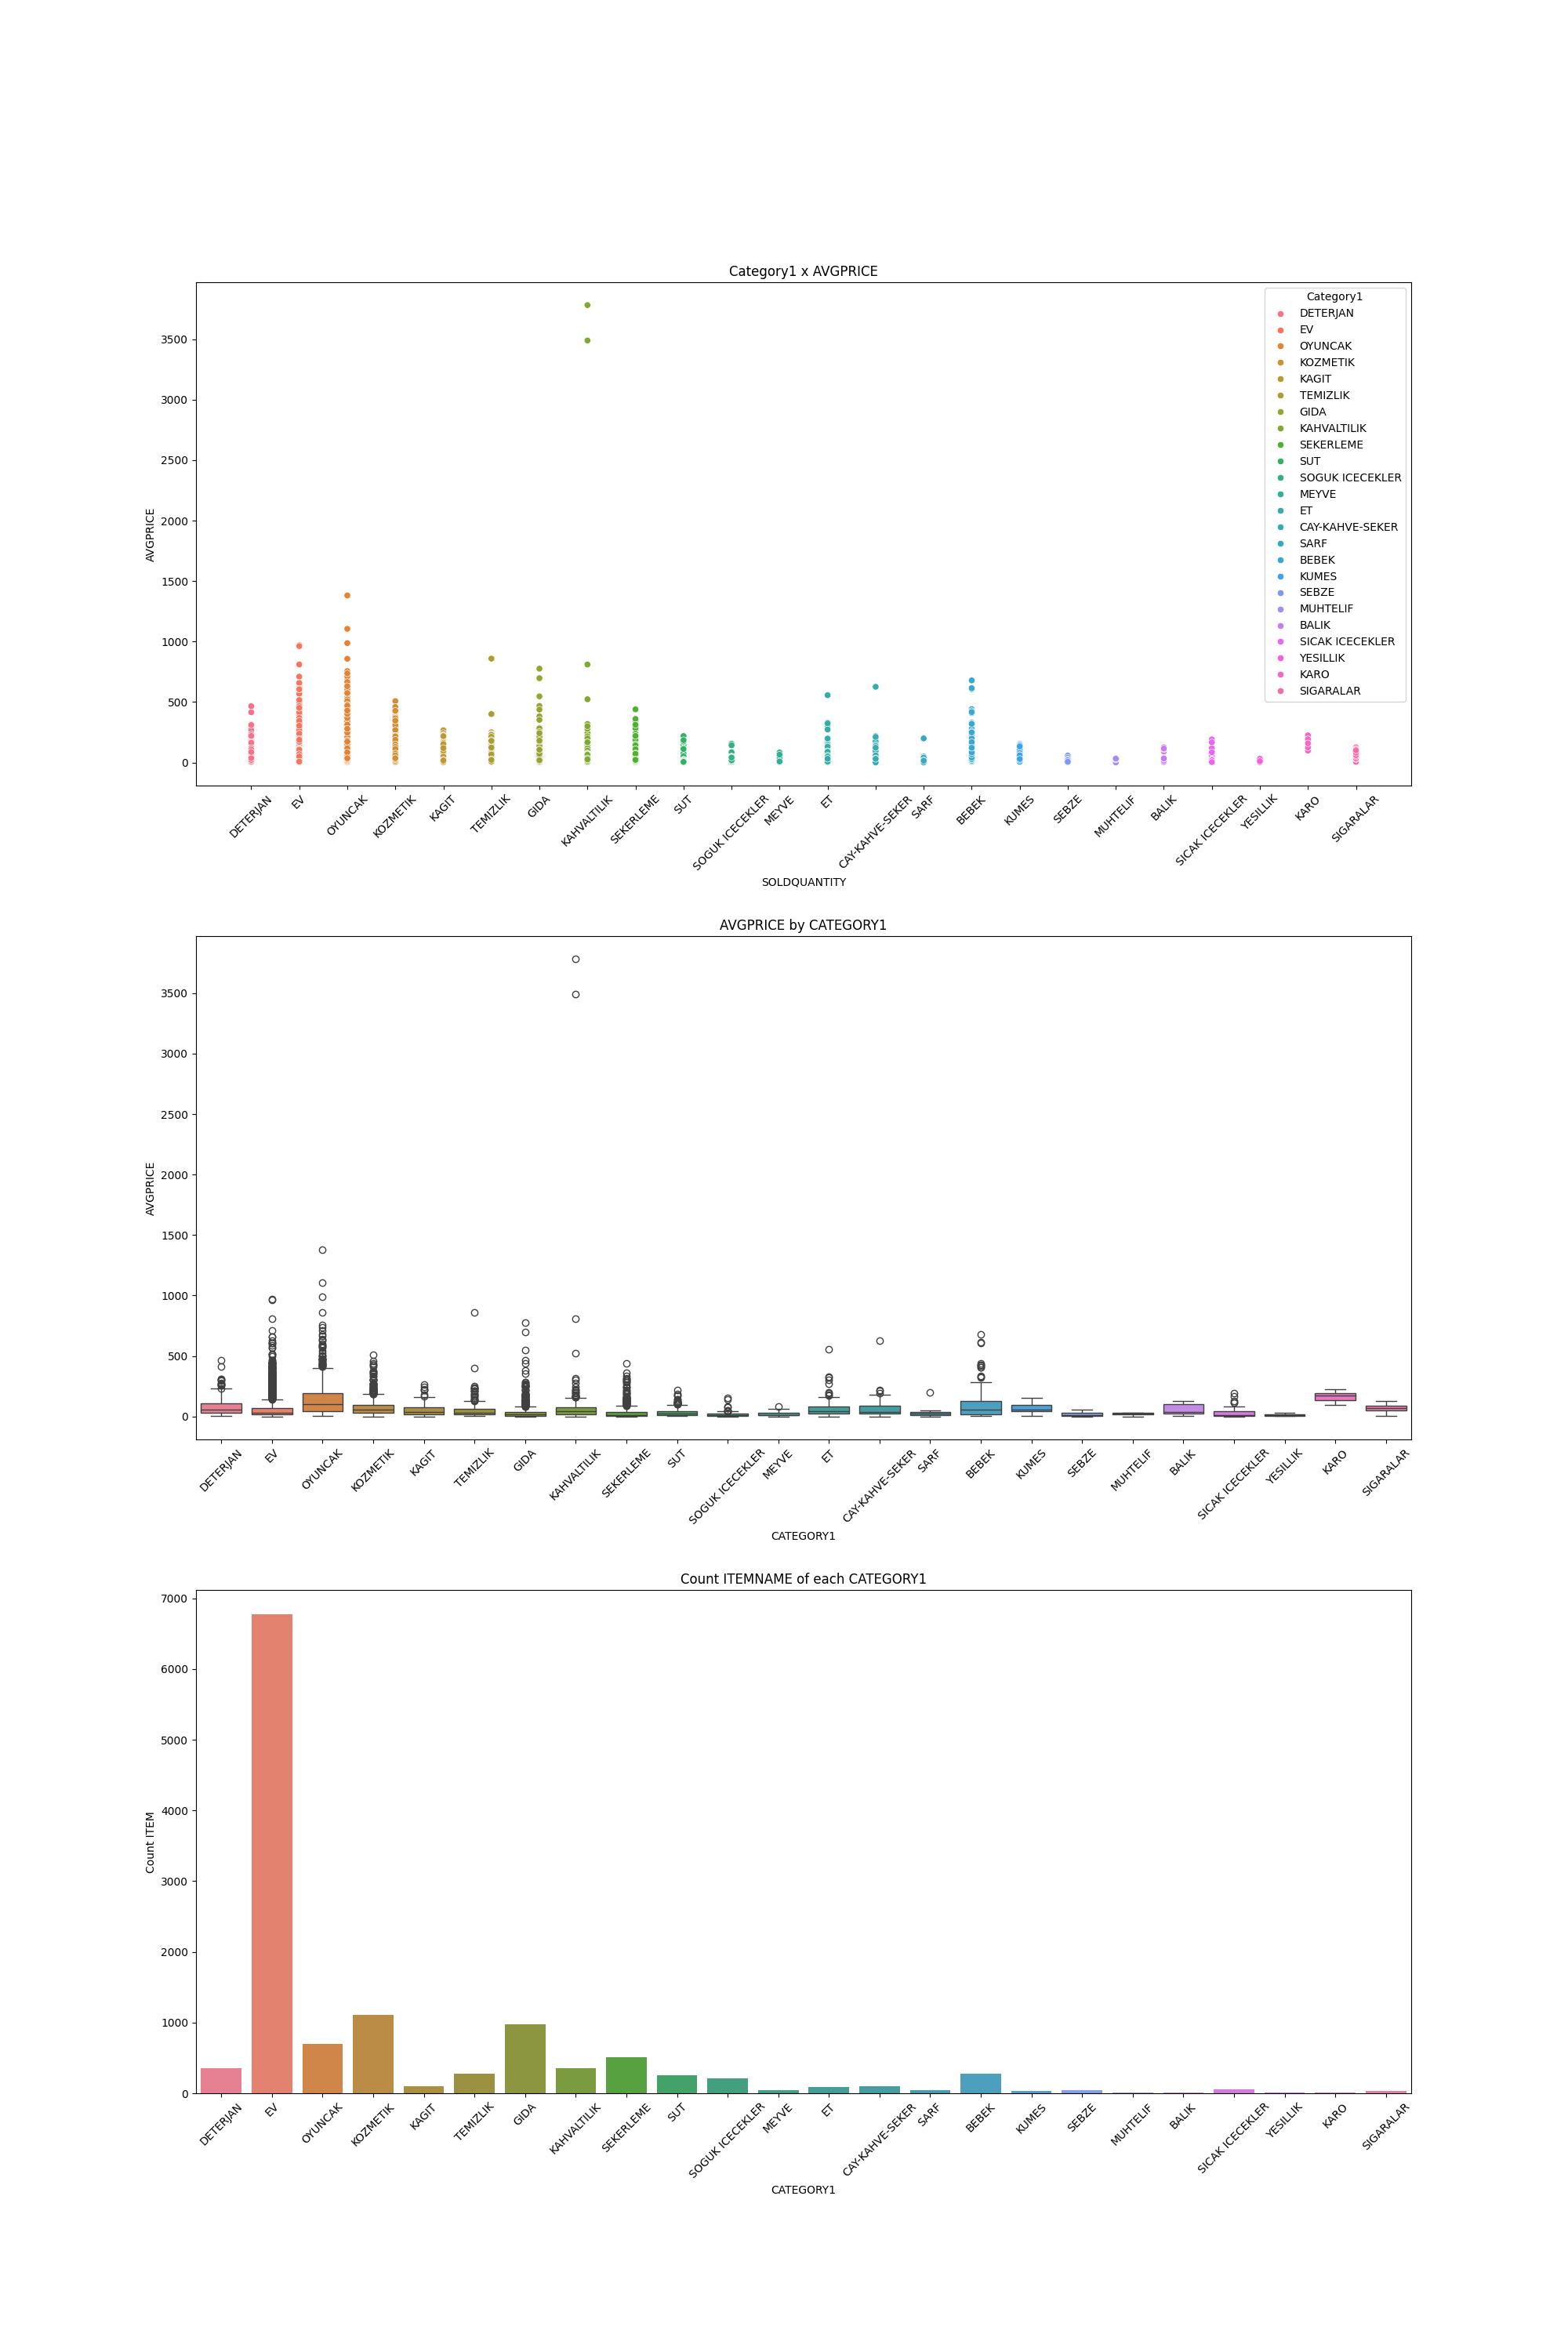 Category1 x AVGPRICE
AVGPRICE
3500
3000
2500
2000
1500
1000
500
0
Category1
DETERJAN
EV
OYUNCAK
KOZMETIK
KAGIT
TEMIZLIK
GIDA
KAHVALTILIK
SEKERLEME
SUT
SOGUK ICECEKLER
MEYVE
ET
CAY-KAHVE-SEKER
SARF
BEBEK
KUMES
SEBZE
MUHTELIF
BALIK
SICAK ICECEKLER
YESILLIK
KARO
SIGARALAR
DETERJAN
EV
OYUNCAK
KOZMETIK
KAGIT
TEMIZLIK
GIDA
KAHVALTILIK
SEKERLEME
SUT
SOGUK ICECEKLER
MEYVE
ET
CAY-KAHVE-SEKER
SARF
BEBEK
KUMES
SEBZE
MUHTELIF
BALIK
SICAK ICECEKLER
YESILLIK
KARO
SIGARALAR
SOLDQUANTITY
AVGPRICE by CATEGORY1
AVGPRICE
3500
3000
2500
2000
1500
1000
500
0
DETERJAN
EV
OYUNCAK
KOZMETIK
KAGIT
TEMIZLIK
GIDA
KAHVALTILIK
SEKERLEME
SUT
SOGUK ICECEKLER
MEYVE
ET
CAY-KAHVE-SEKER
SARF
BEBEK
KUMES
SEBZE
MUHTELIF
BALIK
SICAK ICECEKLER
YESILLIK
KARO
SIGARALAR
CATEGORY1
Count ITEMNAME of each CATEGORY1
Count ITEM
7000
6000
5000
4000
3000
2000
1000
0
DETERJAN
EV
OYUNCAK
KOZMETIK
KAGIT
TEMIZLIK
GIDA
KAHVALTILIK
SEKERLEME
SUT
SOGUK ICECEKLER
MEYVE
ET
CAY-KAHVE-SEKER
SARF
BEBEK
KUMES
SEBZE
MUHTELIF
BALIK
SICAK ICECEKLER
YESILLIK
KARO
SIGARALAR
CATEGORY1